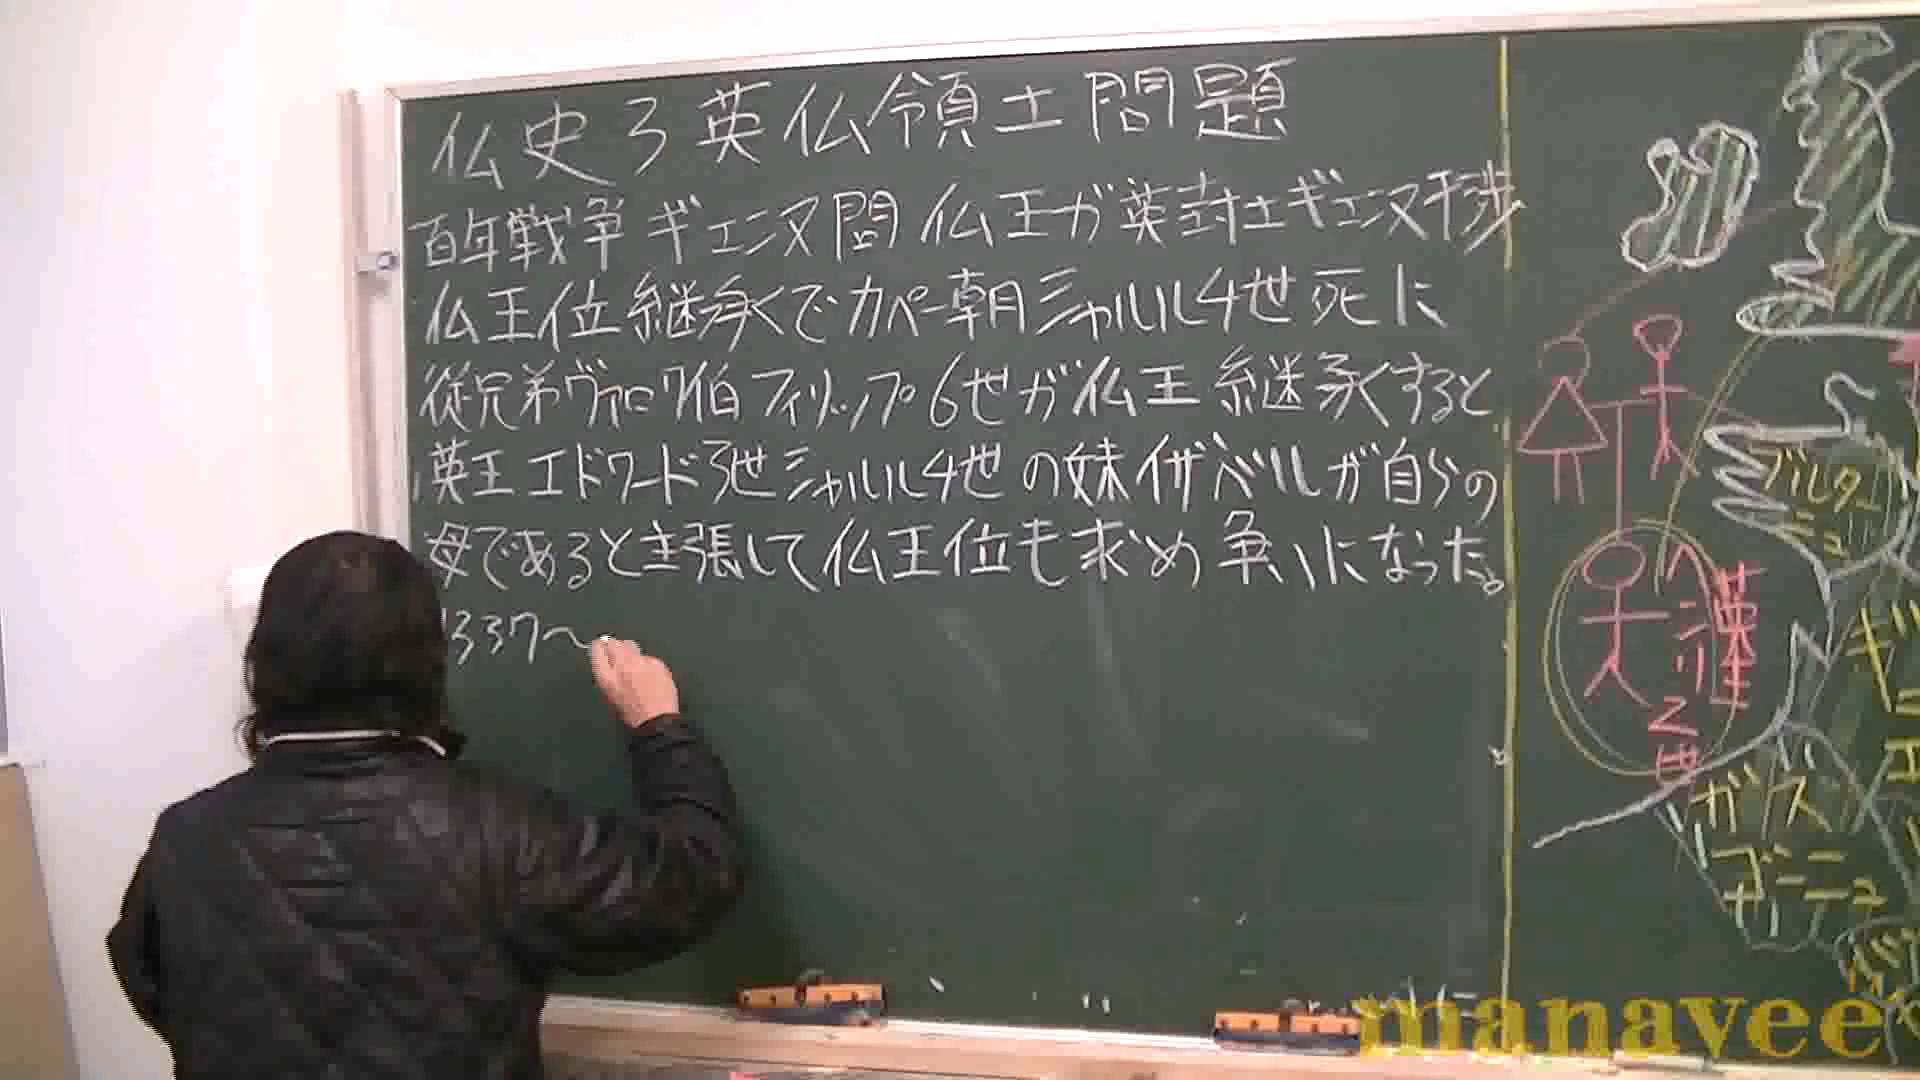 仏史3英仏領土問題
百年戦争 ギエンヌ問 仏王が英封土ギエンヌ干渉
仏王位継承くでカペー朝シャルル4世死に
従兄弟ヴァロワ伯フィリップ6世が仏王継承くすると
英王エドワード3世シャルル4世の妹イザベルが自らの
母であると主張して仏王位も求め争いになった。
1337〜
ブルターニュ
英王
ヘンリ2世
ガスコーニュ
ギエ
manavee